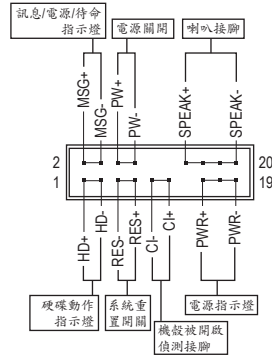 訊息/電源/待命
指示燈
電源關開
喇叭接腳
MSG+
MSG-
PW+
PW-
SPEAK+
SPEAK-
2
20
1
19
HD+
HD-
RES-
RES+
CI-
CI+
PWR+
PWR-
硬碟動作
指示燈
系統重
置開關
電源指示燈
機殼被開啟
偵測接腳